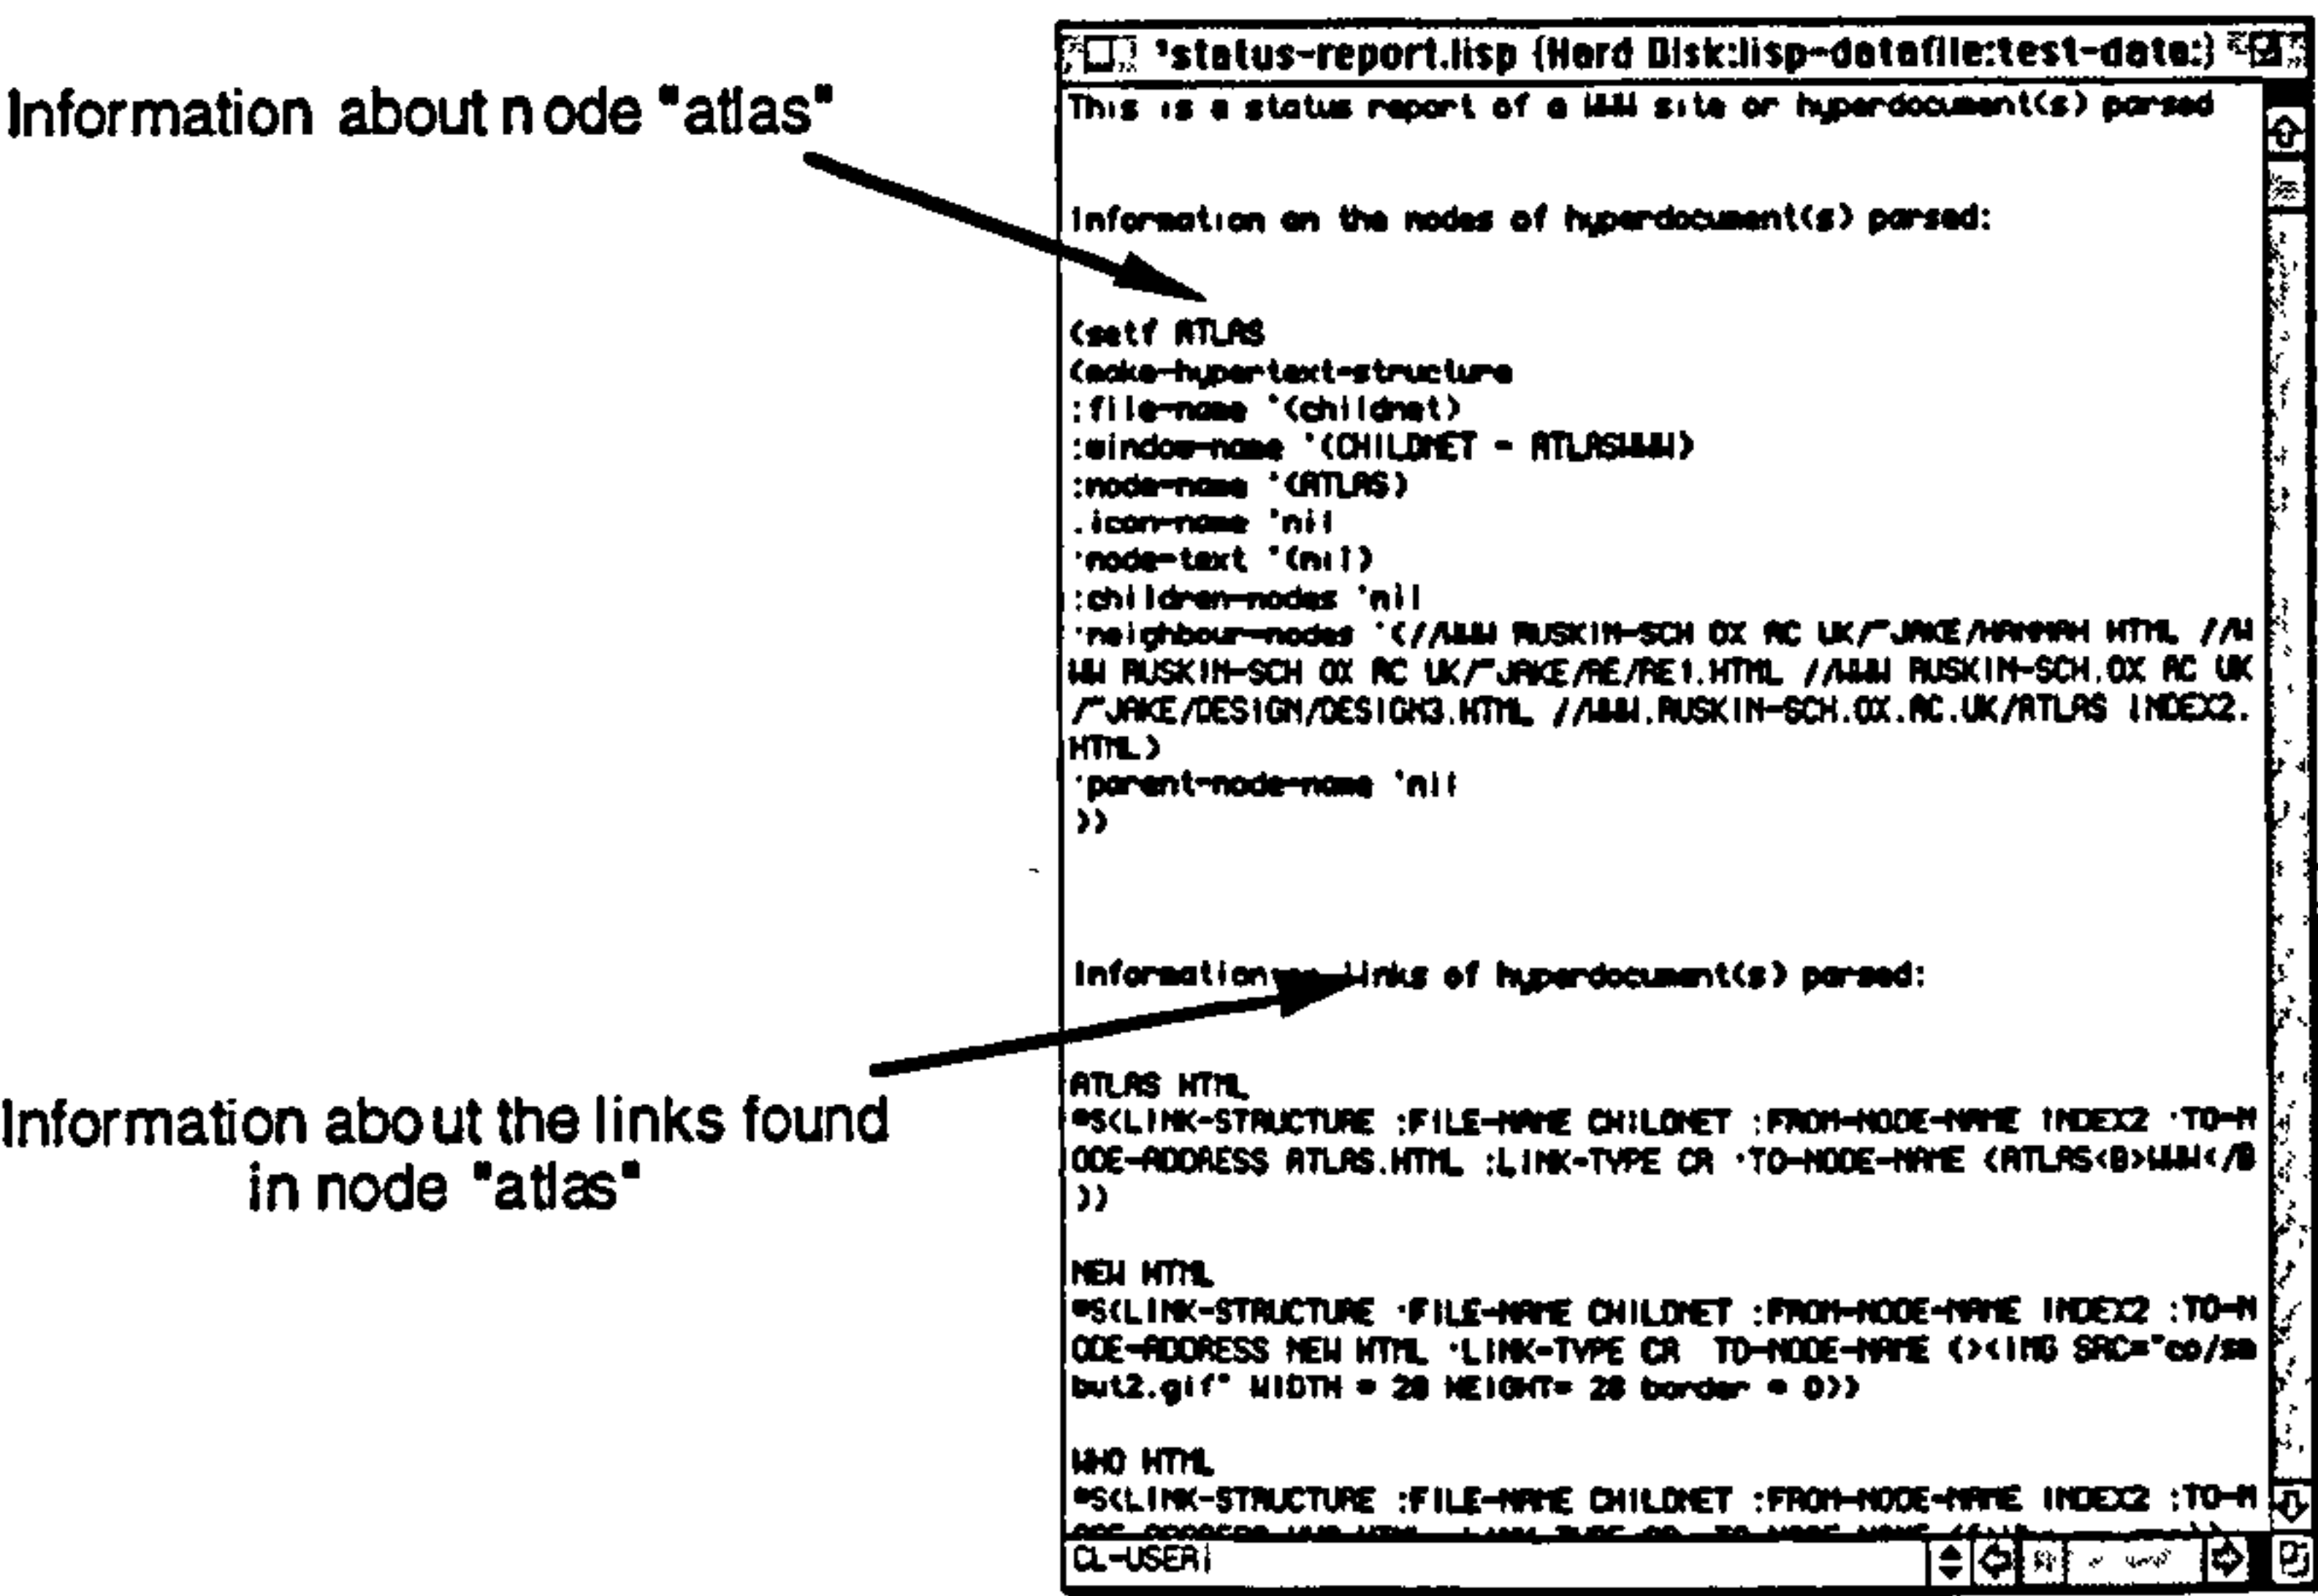 Information about node "atlas"
'status-report.lisp (Hard Disk:lisp-datafile:test-data:)
This is a status report of a WWW site or hyperdocument(s) parsed
Information on the nodes of hyperdocument(s) parsed:
(setf ATLAS
(make-hypertext-structure
:file-name '(childnet)
:window-name '(CHILDNET - ATLASWWW)
:node-name '(ATLAS)
:icon-name 'nil
:node-text '(nil)
:children-nodes 'nil
:neighbour-nodes '(//WWW RUSKIN-SCH OX AC UK/~JAKE/HANNAH HTML //W
WW RUSKIN-SCH OX AC UK/~JAKE/RE/RE1.HTML //WWW RUSKIN-SCH.OX AC UK
/~JAKE/DESIGN/DESIGN3.HTML //WWW.RUSKIN-SCH.OX.AC.UK/ATLAS INDEX2.
HTML)
:parent-node-name 'nil
))
Information links of hyperdocument(s) parsed:
Information about the links found
in node "atlas"
ATLAS HTML
#S(LINK-STRUCTURE :FILE-NAME CHILDNET :FROM-NODE-NAME INDEX2 :TO-N
ODE-ADDRESS ATLAS.HTML :LINK-TYPE CR :TO-NODE-NAME (ATLAS<B>WWW</B
))
NEW HTML
#S(LINK-STRUCTURE :FILE-NAME CHILDNET :FROM-NODE-NAME INDEX2 :TO-N
ODE-ADDRESS NEW HTML :LINK-TYPE CR TO-NODE-NAME (><IMG SRC="co/sm
but2.gif" WIDTH = 28 HEIGHT= 28 border = 0))
WHO HTML
#S(LINK-STRUCTURE :FILE-NAME CHILDNET :FROM-NODE-NAME INDEX2 :TO-N
CL-USER